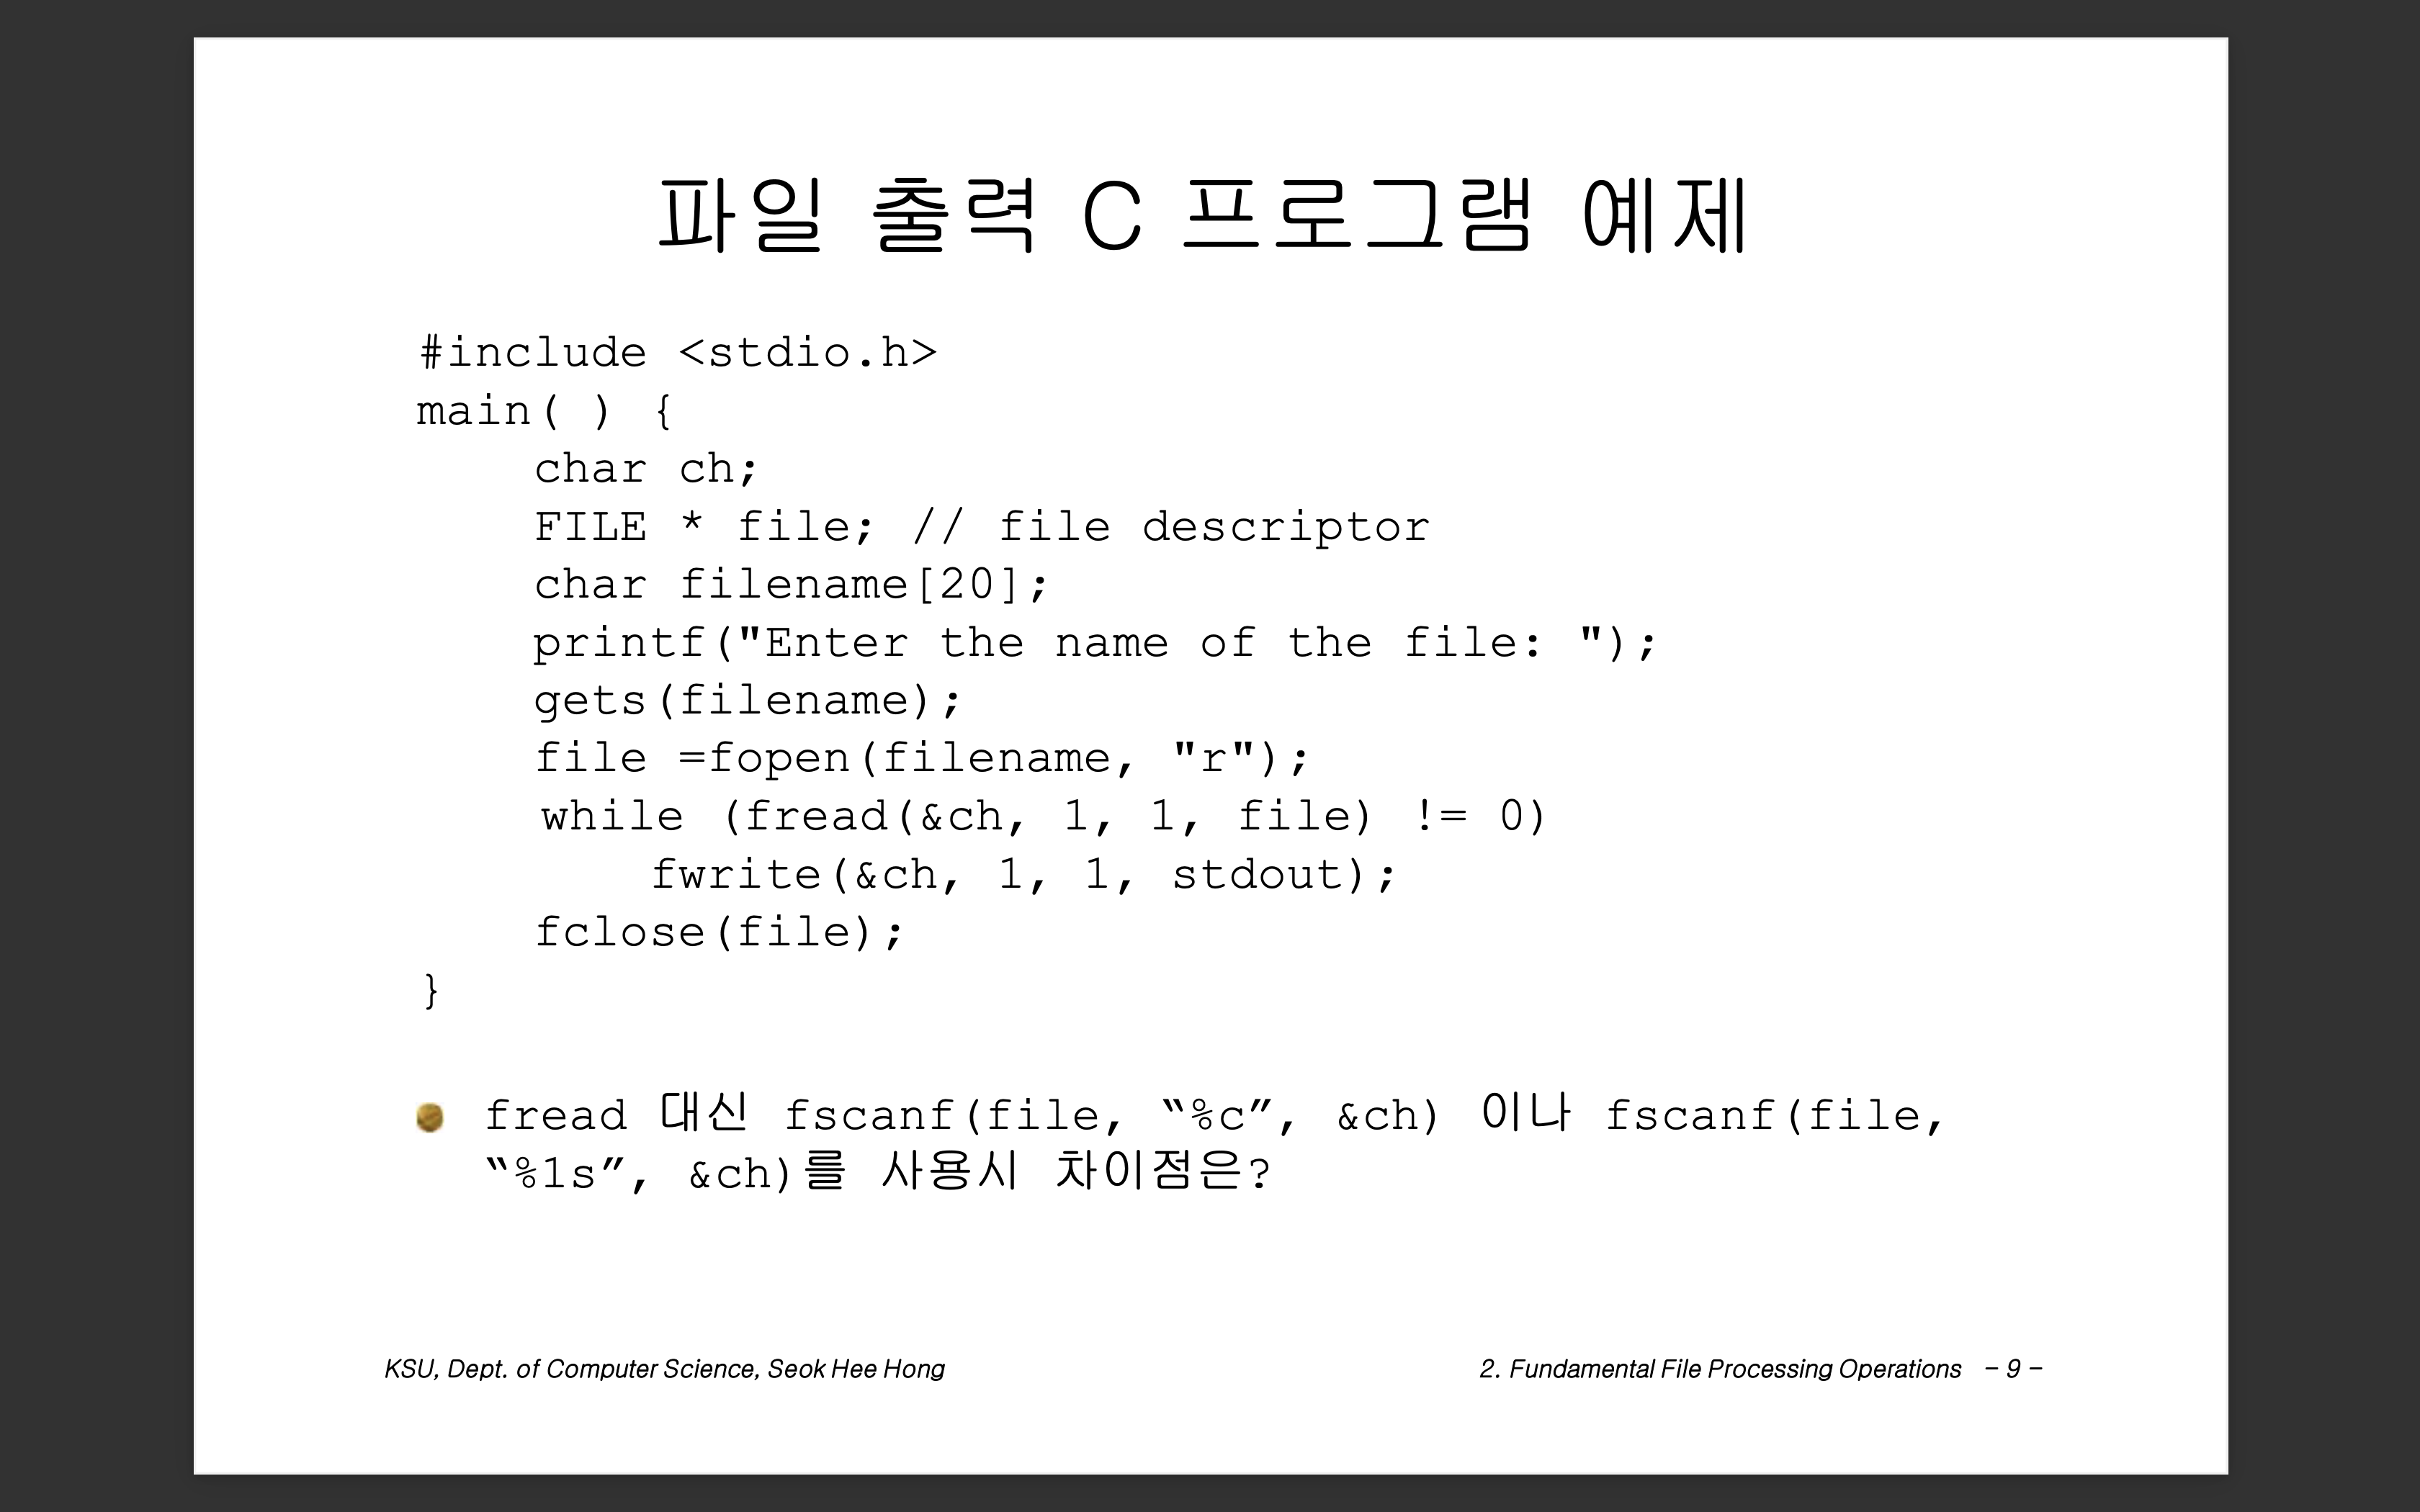 파일 출력 C 프로그램 예제
#include <stdio.h>
main( ) {
char ch;
FILE * file; // file descriptor
char filename[20];
printf("Enter the name of the file: ");
gets(filename);
file =fopen(filename, "r");
while (fread(&ch, 1, 1, file) != 0)
fwrite(&ch, 1, 1, stdout);
fclose(file);
}
fread 대신 fscanf(file, “%c”, &ch) 이나 fscanf(file,
“%1s”, &ch)를 사용시 차이점은?
KSU, Dept. of Computer Science, Seok Hee Hong
2. Fundamental File Processing Operations – 9 –